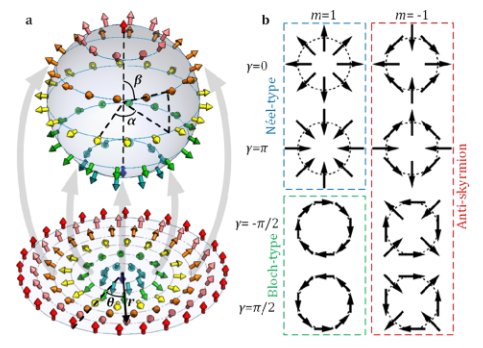 a
β
α
θ
r
b
m=1
m= -1
γ=0
γ=π
γ= -π/2
γ=π/2
Néel-type
Bloch-type
Anti-skyrmion